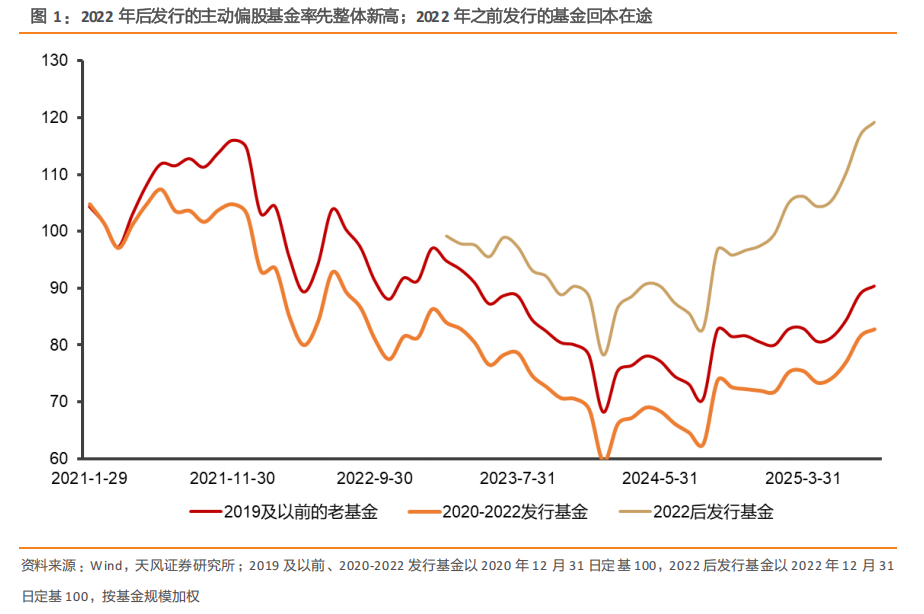 图 1：2022 年后发行的主动偏股基金率先整体新高；2022 年之前发行的基金回本在途
130
120
110
100
90
80
70
60
2021-1-29 2021-11-30 2022-9-30 2023-7-31 2024-5-31 2025-3-31
2019及以前的老基金 2020-2022发行基金 2022后发行基金
资料来源：Wind，天风证券研究所；2019 及以前、2020-2022 发行基金以 2020 年 12 月 31 日定基 100，2022 后发行基金以 2022 年 12 月 31
日定基 100，按基金规模加权